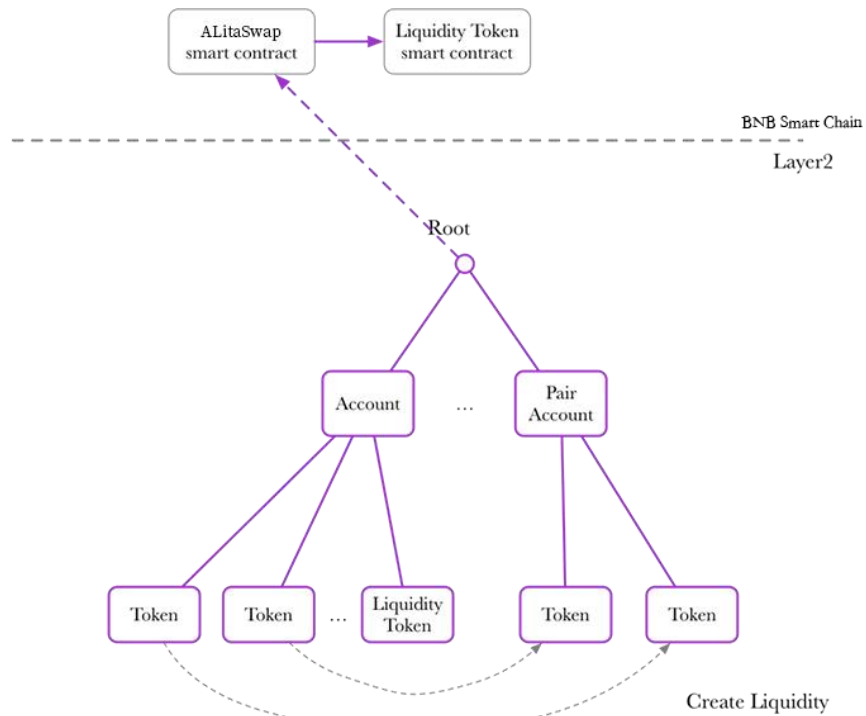 ALitaSwap
smart contract
Liquidity Token
smart contract
BNB Smart Chain
Layer2
Root
Account
...
Pair
Account
Token
Token
...
Liquidity
Token
Token
Token
Create Liquidity